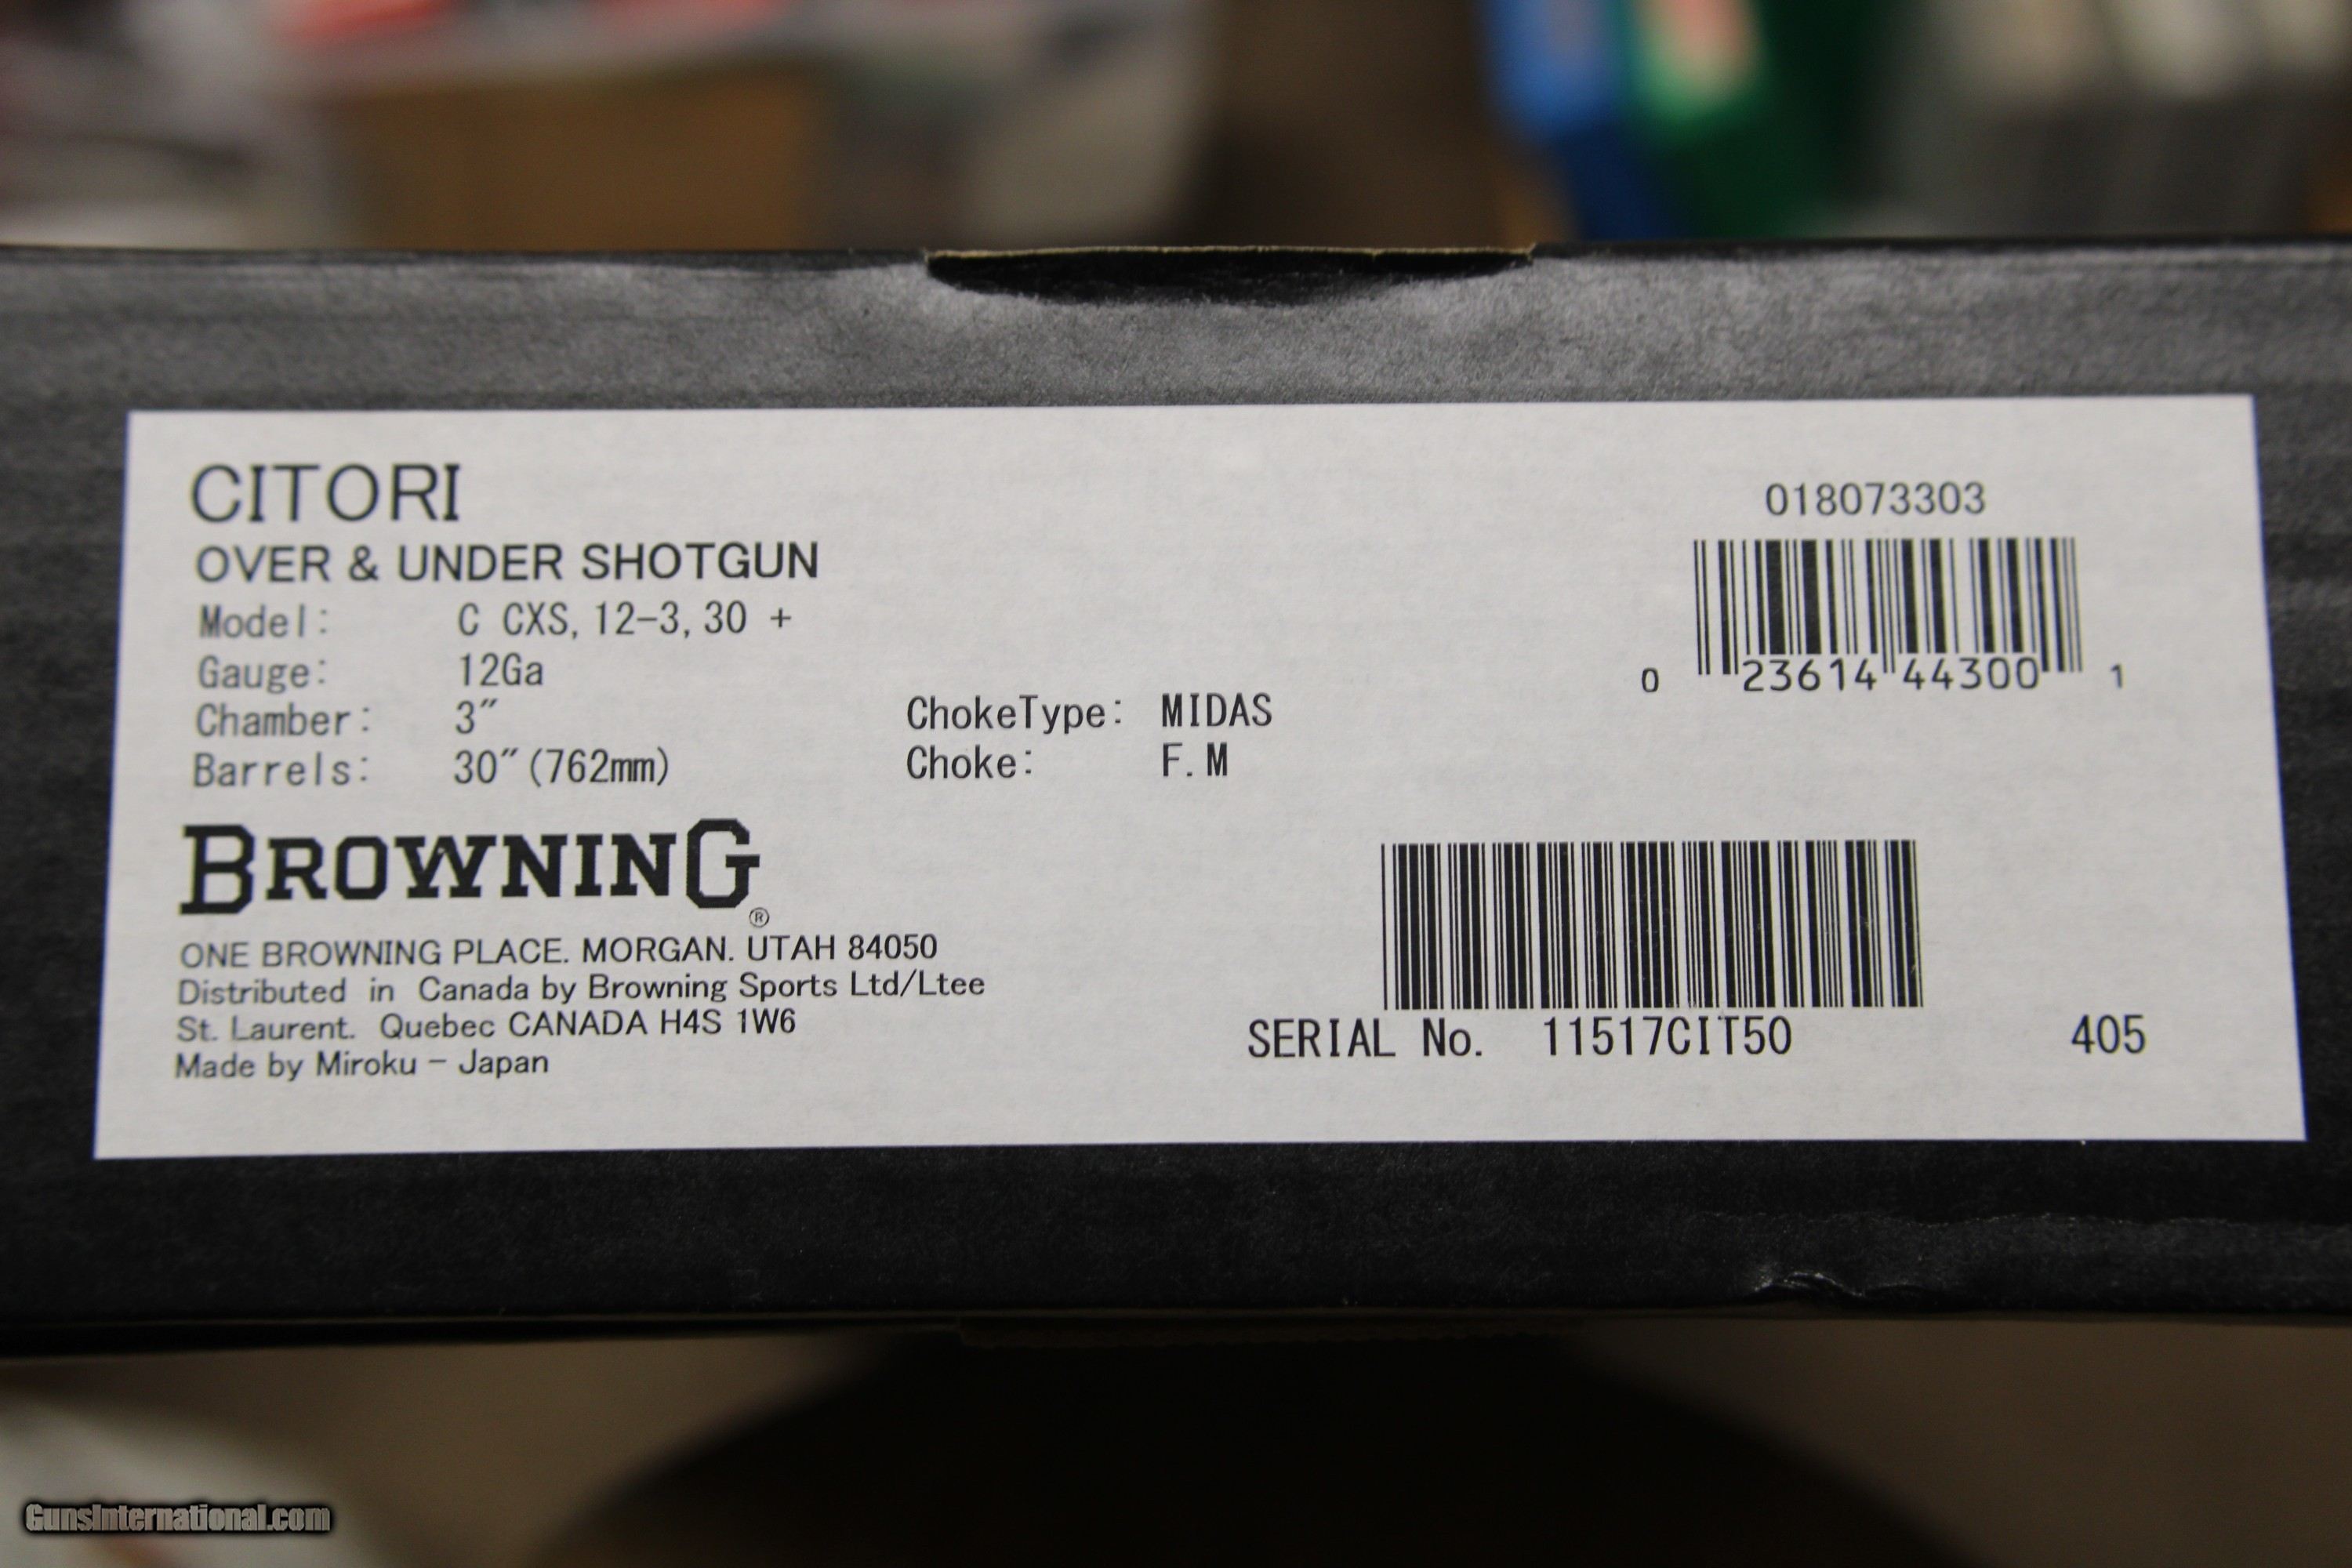 CITORI
OVER & UNDER SHOTGUN
Model: C CXS, 12-3, 30 +
Gauge: 12Ga
Chamber: 3″
Barrels: 30″(762mm)
ChokeType: MIDAS
Choke: F. M
018073303
0 23614 44300 1
BROWNING®
ONE BROWNING PLACE. MORGAN. UTAH 84050
Distributed in Canada by Browning Sports Ltd/Ltee
St. Laurent. Quebec CANADA H4S 1W6
Made by Miroku - Japan
SERIAL No. 11517CIT50 405
GunsInternational.com